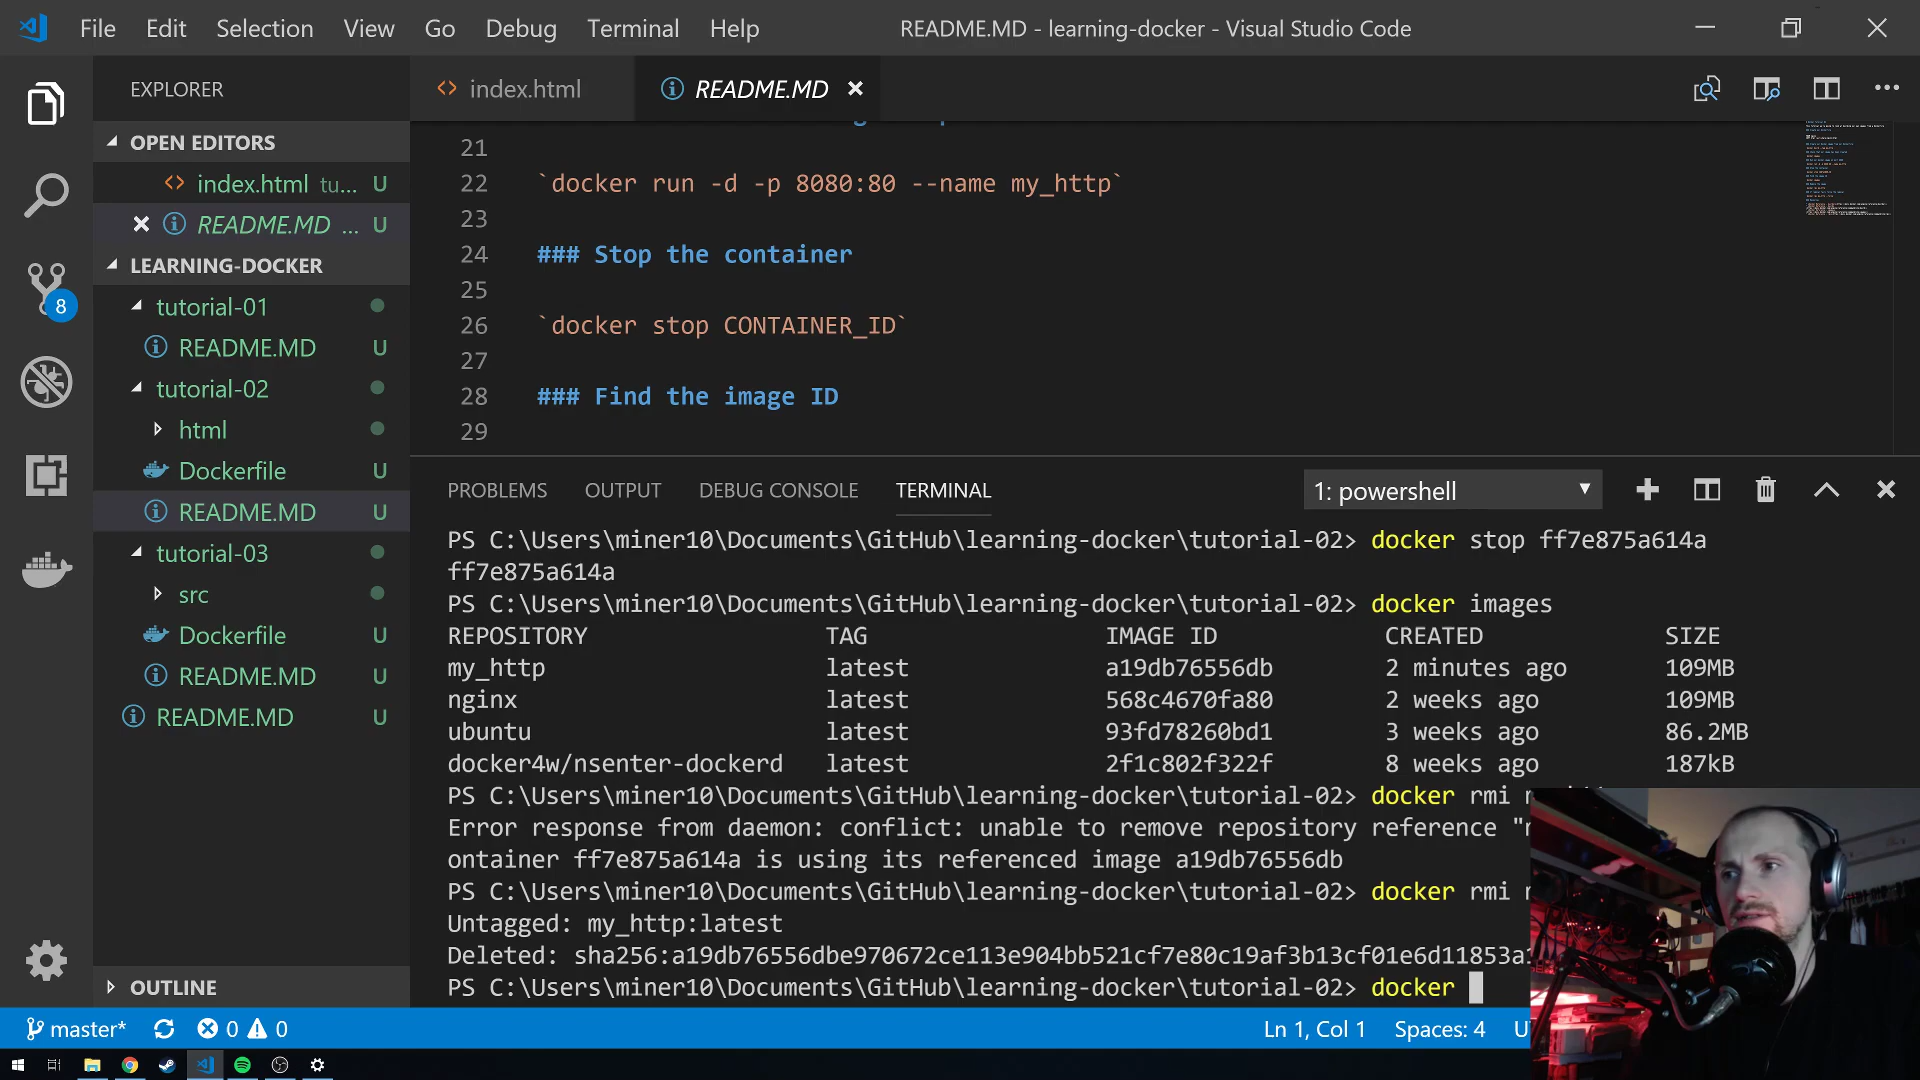 File Edit Selection View Go Debug Terminal Help README.MD - learning-docker - Visual Studio Code
EXPLORER
OPEN EDITORS
index.html tu... U
README.MD ... U
LEARNING-DOCKER
tutorial-01
README.MD U
tutorial-02
html
Dockerfile U
README.MD U
tutorial-03
src
Dockerfile U
README.MD U
README.MD U
OUTLINE
8
index.html README.MD
21
22 `docker run -d -p 8080:80 --name my_http`
23
24 ### Stop the container
25
26 `docker stop CONTAINER_ID`
27
28 ### Find the image ID
29
PROBLEMS OUTPUT DEBUG CONSOLE TERMINAL 1: powershell
PS C:\Users\miner10\Documents\GitHub\learning-docker\tutorial-02> docker stop ff7e875a614a
ff7e875a614a
PS C:\Users\miner10\Documents\GitHub\learning-docker\tutorial-02> docker images
REPOSITORY TAG IMAGE ID CREATED SIZE
my_http latest a19db76556db 2 minutes ago 109MB
nginx latest 568c4670fa80 2 weeks ago 109MB
ubuntu latest 93fd78260bd1 3 weeks ago 86.2MB
docker4w/nsenter-dockerd latest 2f1c802f322f 8 weeks ago 187kB
PS C:\Users\miner10\Documents\GitHub\learning-docker\tutorial-02> docker rmi
Error response from daemon: conflict: unable to remove repository reference
ontainer ff7e875a614a is using its referenced image a19db76556db
PS C:\Users\miner10\Documents\GitHub\learning-docker\tutorial-02> docker rmi
Untagged: my_http:latest
Deleted: sha256:a19db76556dbe970672ce113e904bb521cf7e80c19af3b13cf01e6d11853a
PS C:\Users\miner10\Documents\GitHub\learning-docker\tutorial-02> docker
master* 0 0 Ln 1, Col 1 Spaces: 4